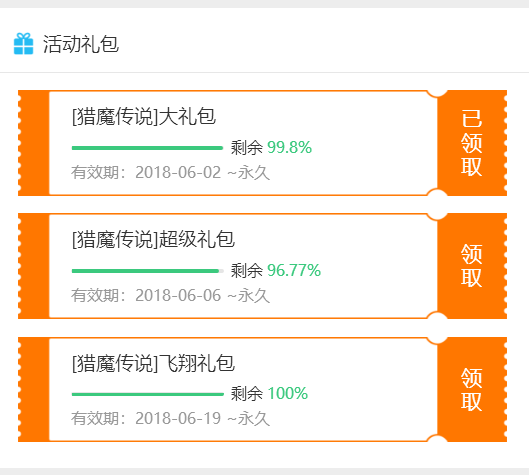 活动礼包
[猎魔传说]大礼包
剩余 99.8%
有效期：2018-06-02 ~永久
已领取
[猎魔传说]超级礼包
剩余 96.77%
有效期：2018-06-06 ~永久
领取
[猎魔传说]飞翔礼包
剩余 100%
有效期：2018-06-19 ~永久
领取